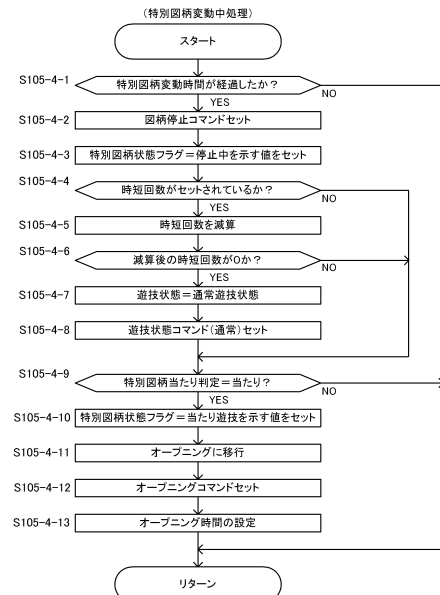 (特別図柄変動中処理)
スタート
S105-4-1
特別図柄変動時間が経過したか?
NO
YES
S105-4-2
図柄停止コマンドセット
S105-4-3
特別図柄状態フラグ=停止中を示す値をセット
S105-4-4
時短回数がセットされているか?
NO
YES
S105-4-5
時短回数を減算
S105-4-6
減算後の時短回数が0か?
NO
YES
S105-4-7
遊技状態=通常遊技状態
S105-4-8
遊技状態コマンド(通常)セット
S105-4-9
特別図柄当たり判定=当たり?
NO
YES
S105-4-10
特別図柄状態フラグ=当たり遊技を示す値をセット
S105-4-11
オープニングに移行
S105-4-12
オープニングコマンドセット
S105-4-13
オープニング時間の設定
リターン